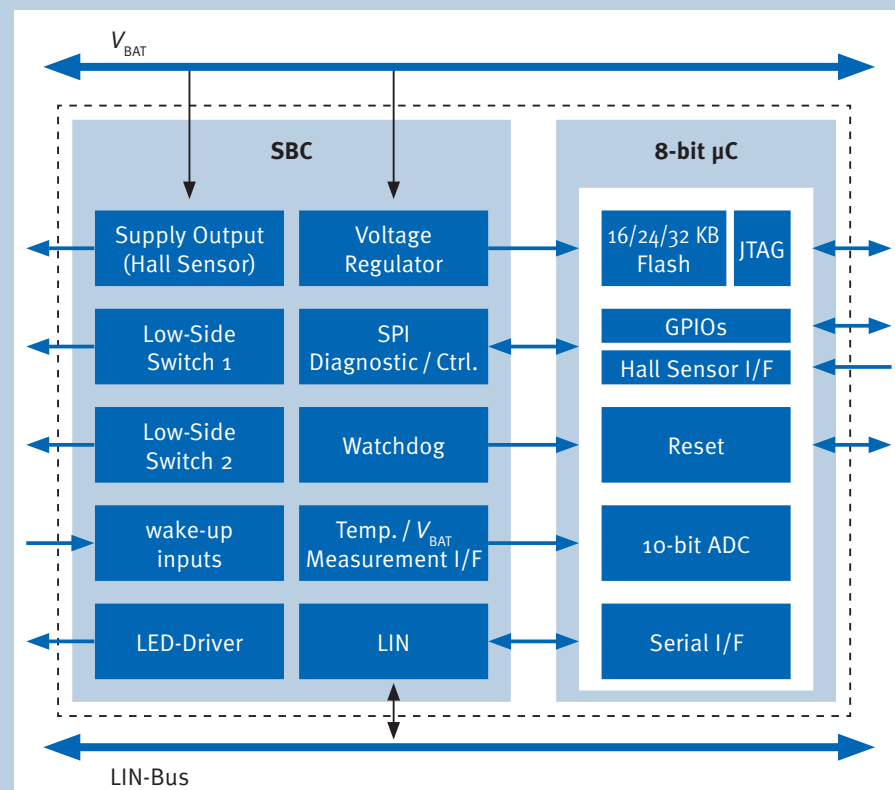 VBAT
SBC
8-bit µC
Supply Output
(Hall Sensor)
Voltage
Regulator
16/24/32 KB
Flash
JTAG
Low-Side
Switch 1
SPI
Diagnostic / Ctrl.
GPIOs
Hall Sensor I/F
Low-Side
Switch 2
Watchdog
Reset
wake-up
inputs
Temp. / VBAT
Measurement I/F
10-bit ADC
LED-Driver
LIN
Serial I/F
LIN-Bus